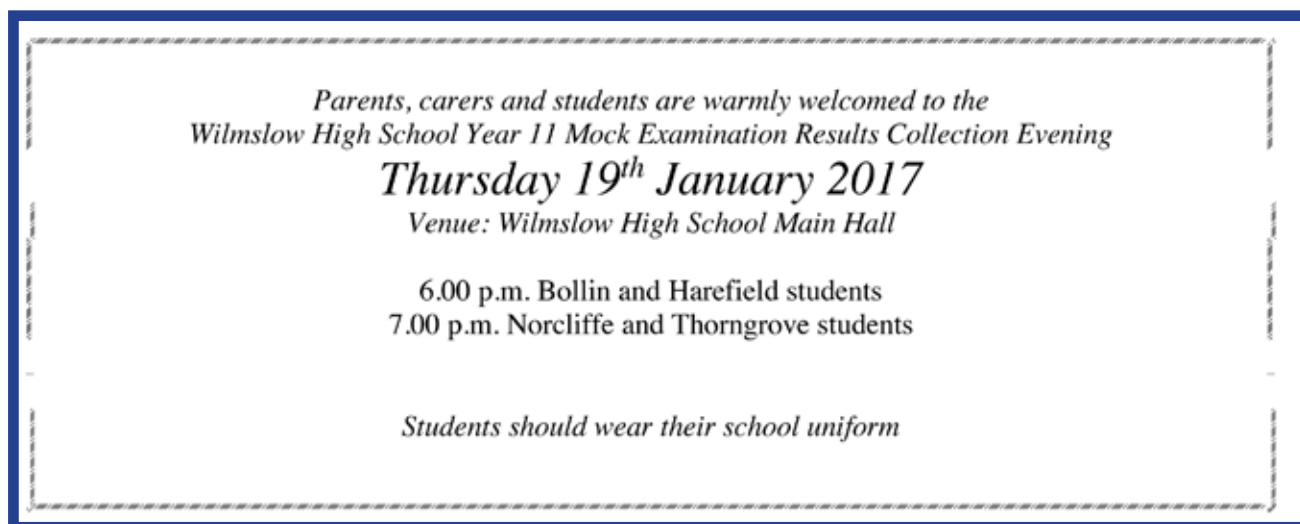 Parents, carers and students are warmly welcomed to the
Wilmslow High School Year 11 Mock Examination Results Collection Evening
Thursday 19th January 2017
Venue: Wilmslow High School Main Hall
6.00 p.m. Bollin and Harefield students
7.00 p.m. Norcliffe and Thorngrove students
Students should wear their school uniform